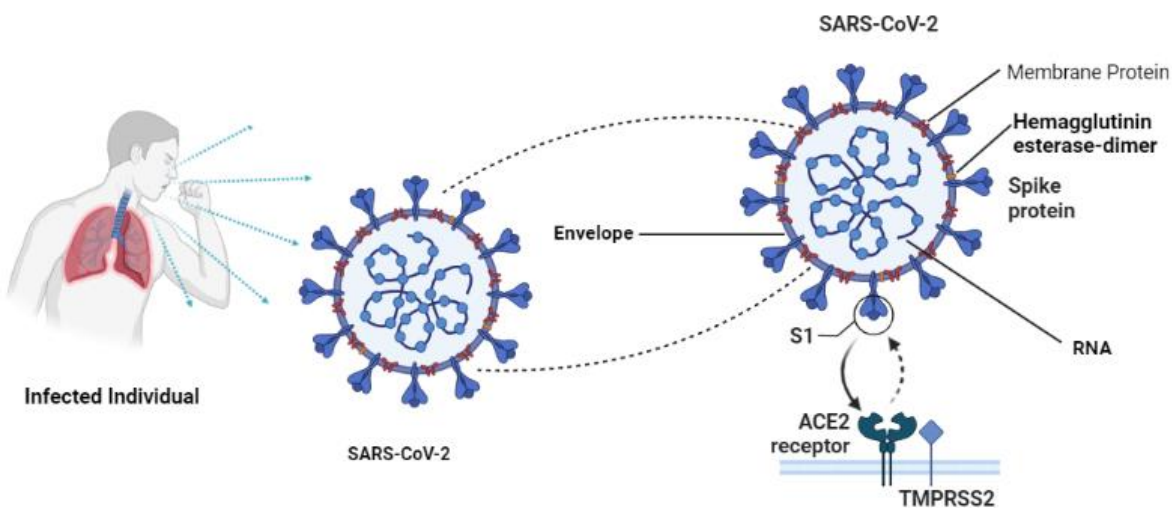 SARS-CoV-2
Membrane Protein
Hemagglutinin
esterase-dimer
Spike
protein
Envelope
S1
RNA
Infected Individual
ACE2
receptor
SARS-CoV-2
TMPRSS2